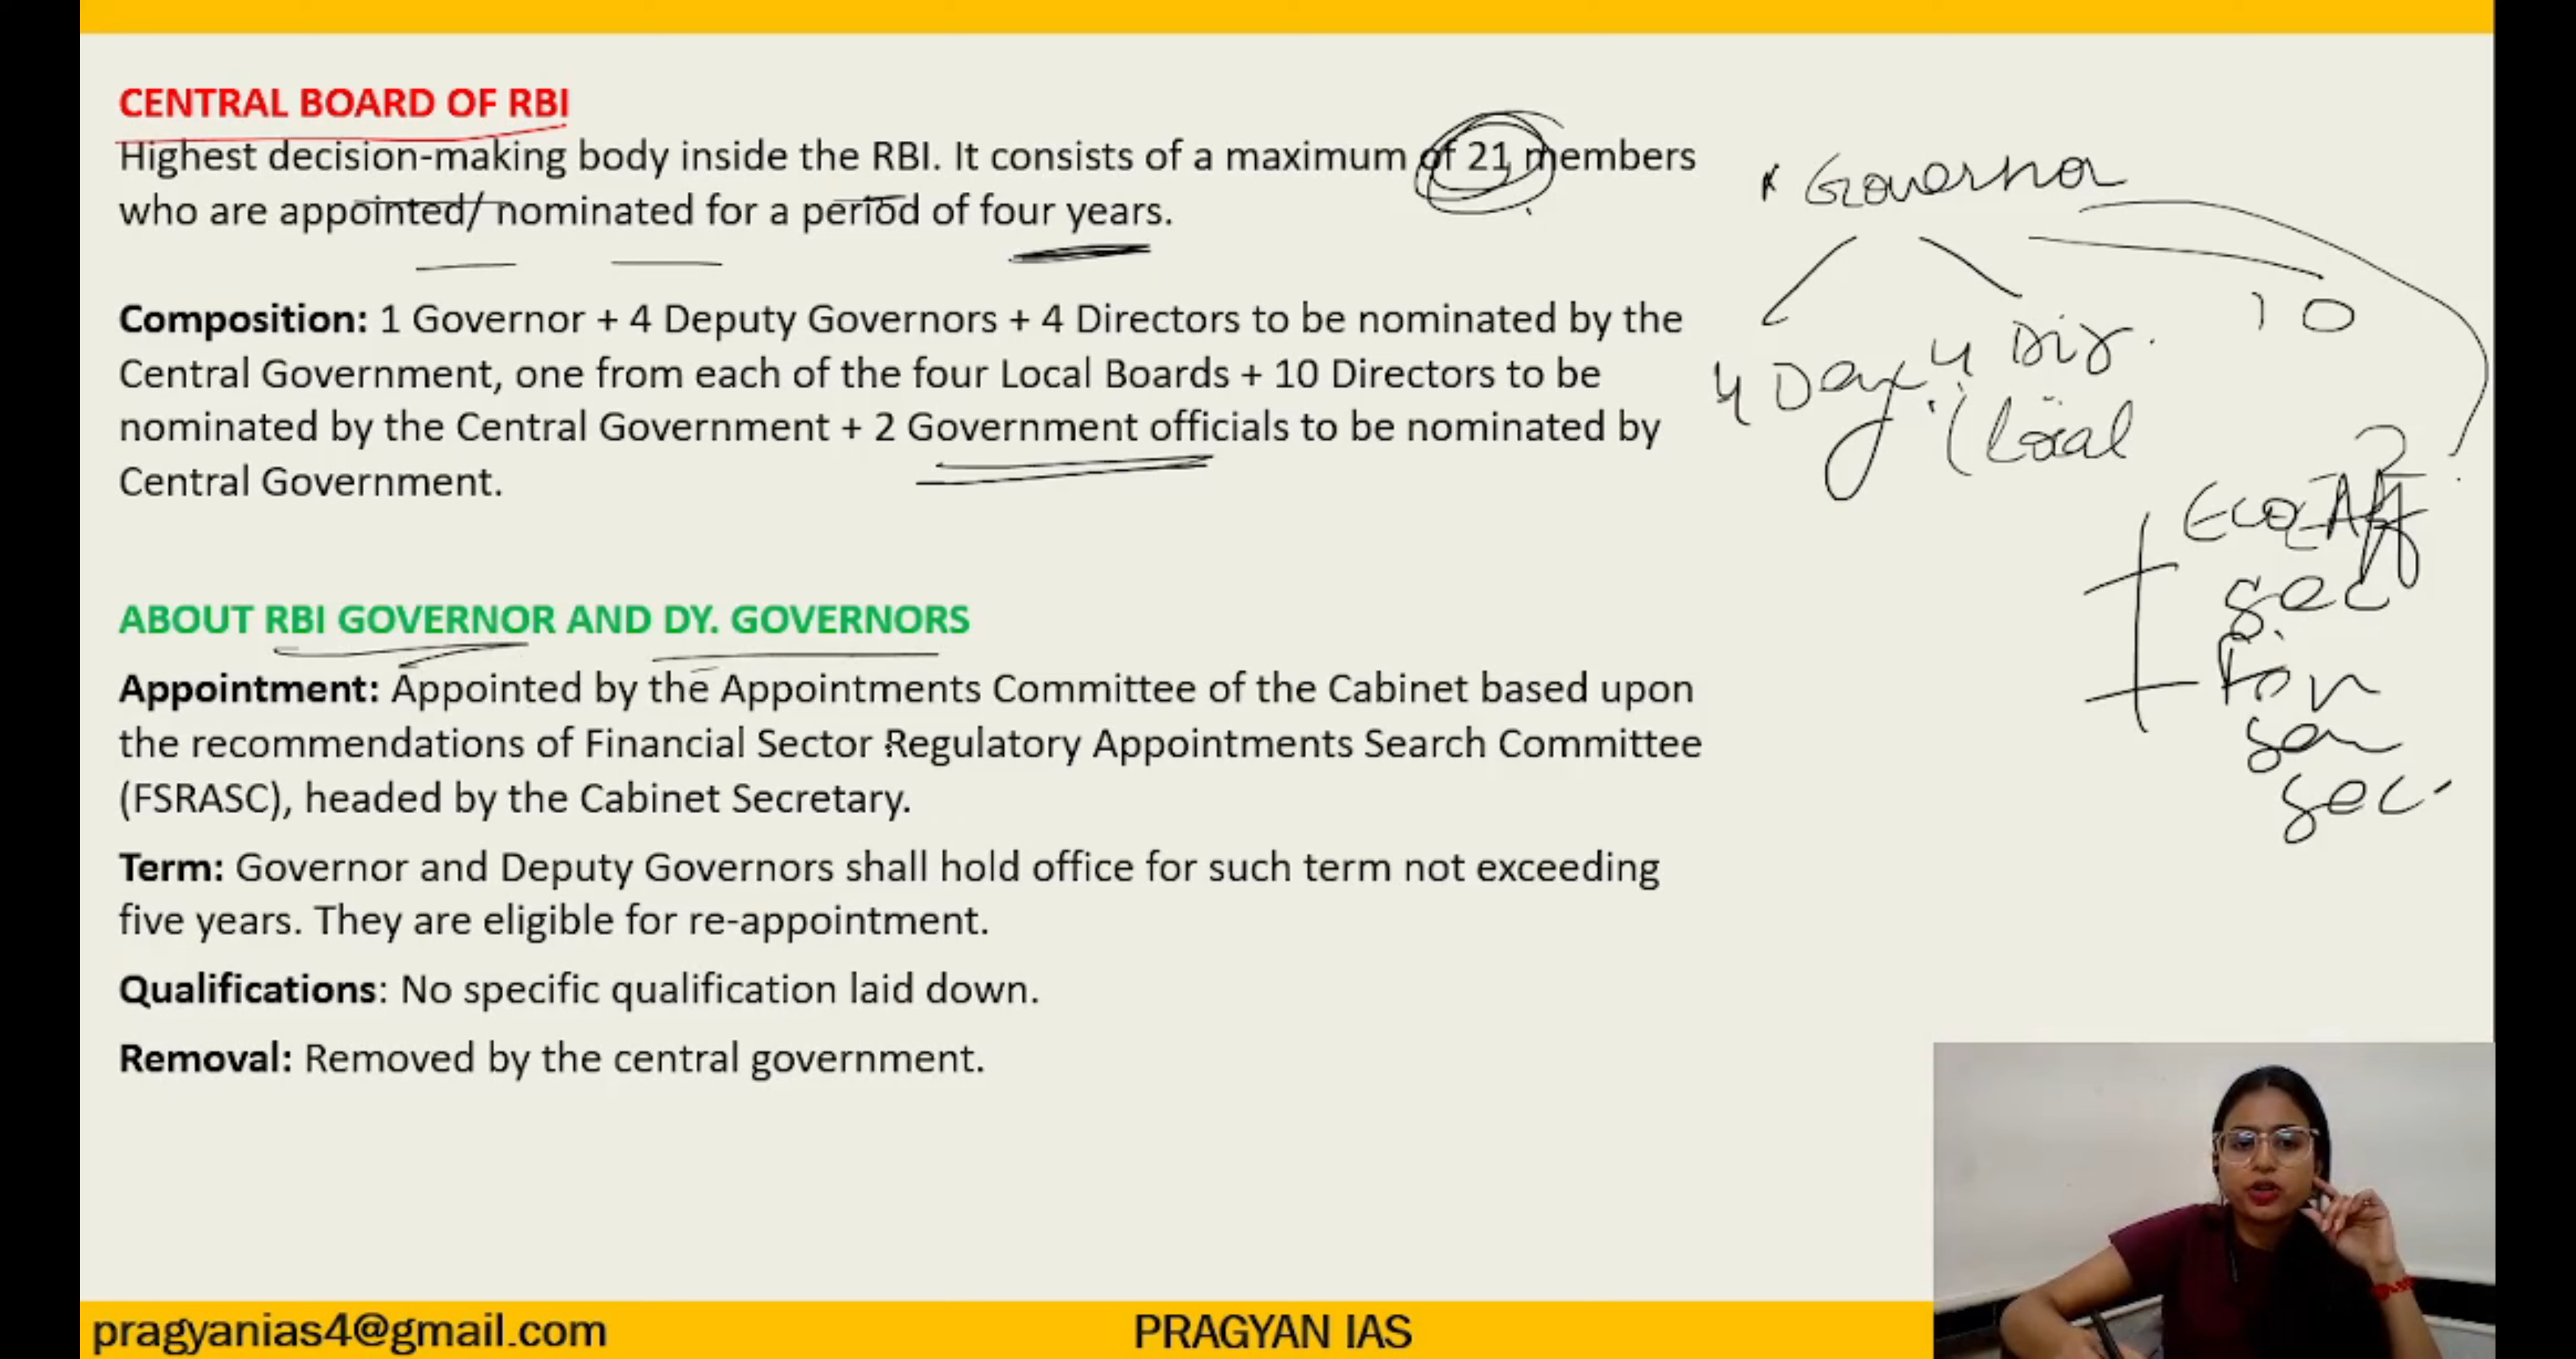 CENTRAL BOARD OF RBI
Highest decision-making body inside the RBI. It consists of a maximum of 21 members
who are appointed/ nominated for a period of four years.
Composition: 1 Governor + 4 Deputy Governors + 4 Directors to be nominated by the
Central Government, one from each of the four Local Boards + 10 Directors to be
nominated by the Central Government + 2 Government officials to be nominated by
Central Government.
ABOUT RBI GOVERNOR AND DY. GOVERNORS
Appointment: Appointed by the Appointments Committee of the Cabinet based upon
the recommendations of Financial Sector Regulatory Appointments Search Committee
(FSRASC), headed by the Cabinet Secretary.
Term: Governor and Deputy Governors shall hold office for such term not exceeding
five years. They are eligible for re-appointment.
Qualifications: No specific qualification laid down.
Removal: Removed by the central government.
Governor
10
4 Dir.
4
(Local
2
Eco Aff
sec
Fin
sec.
pragyanias4@gmail.com
PRAGYAN IAS